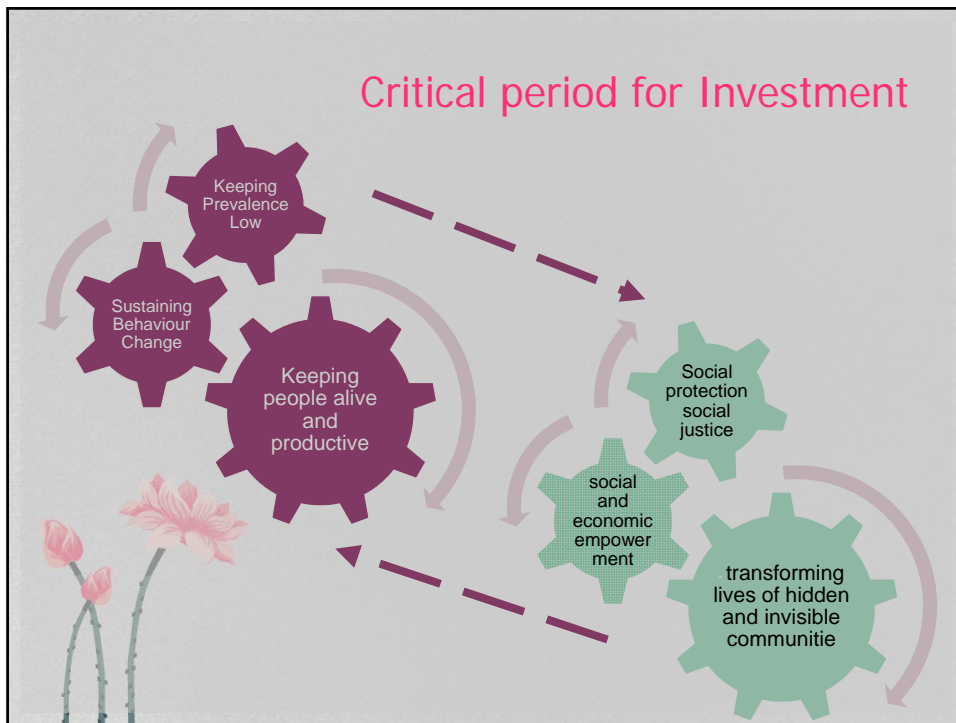 Critical period for Investment
Keeping
Prevalence
Low
Sustaining
Behaviour
Change
Keeping
people alive
and
productive
Social
protection
social
justice
social
and
economic
empower
ment
transforming
lives of hidden
and invisible
communitie